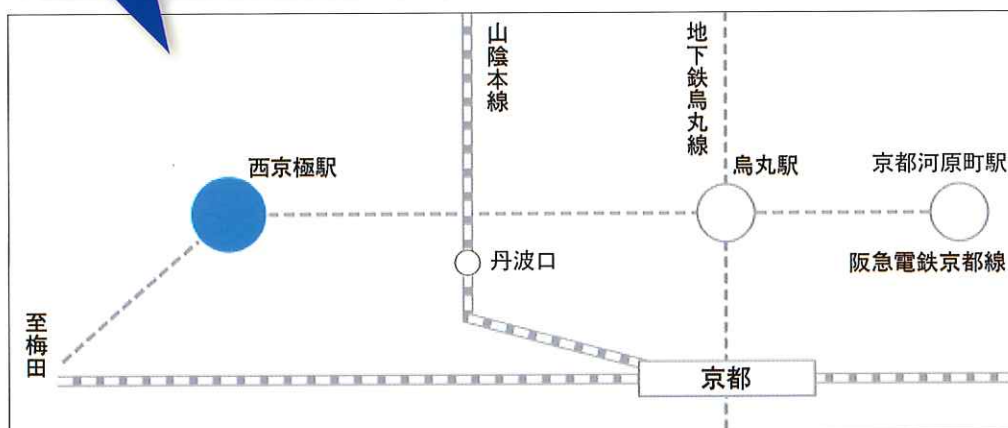 山陰本線
地下鉄烏丸線
西京極駅
烏丸駅
京都河原町駅
丹波口
阪急電鉄京都線
至梅田
京都